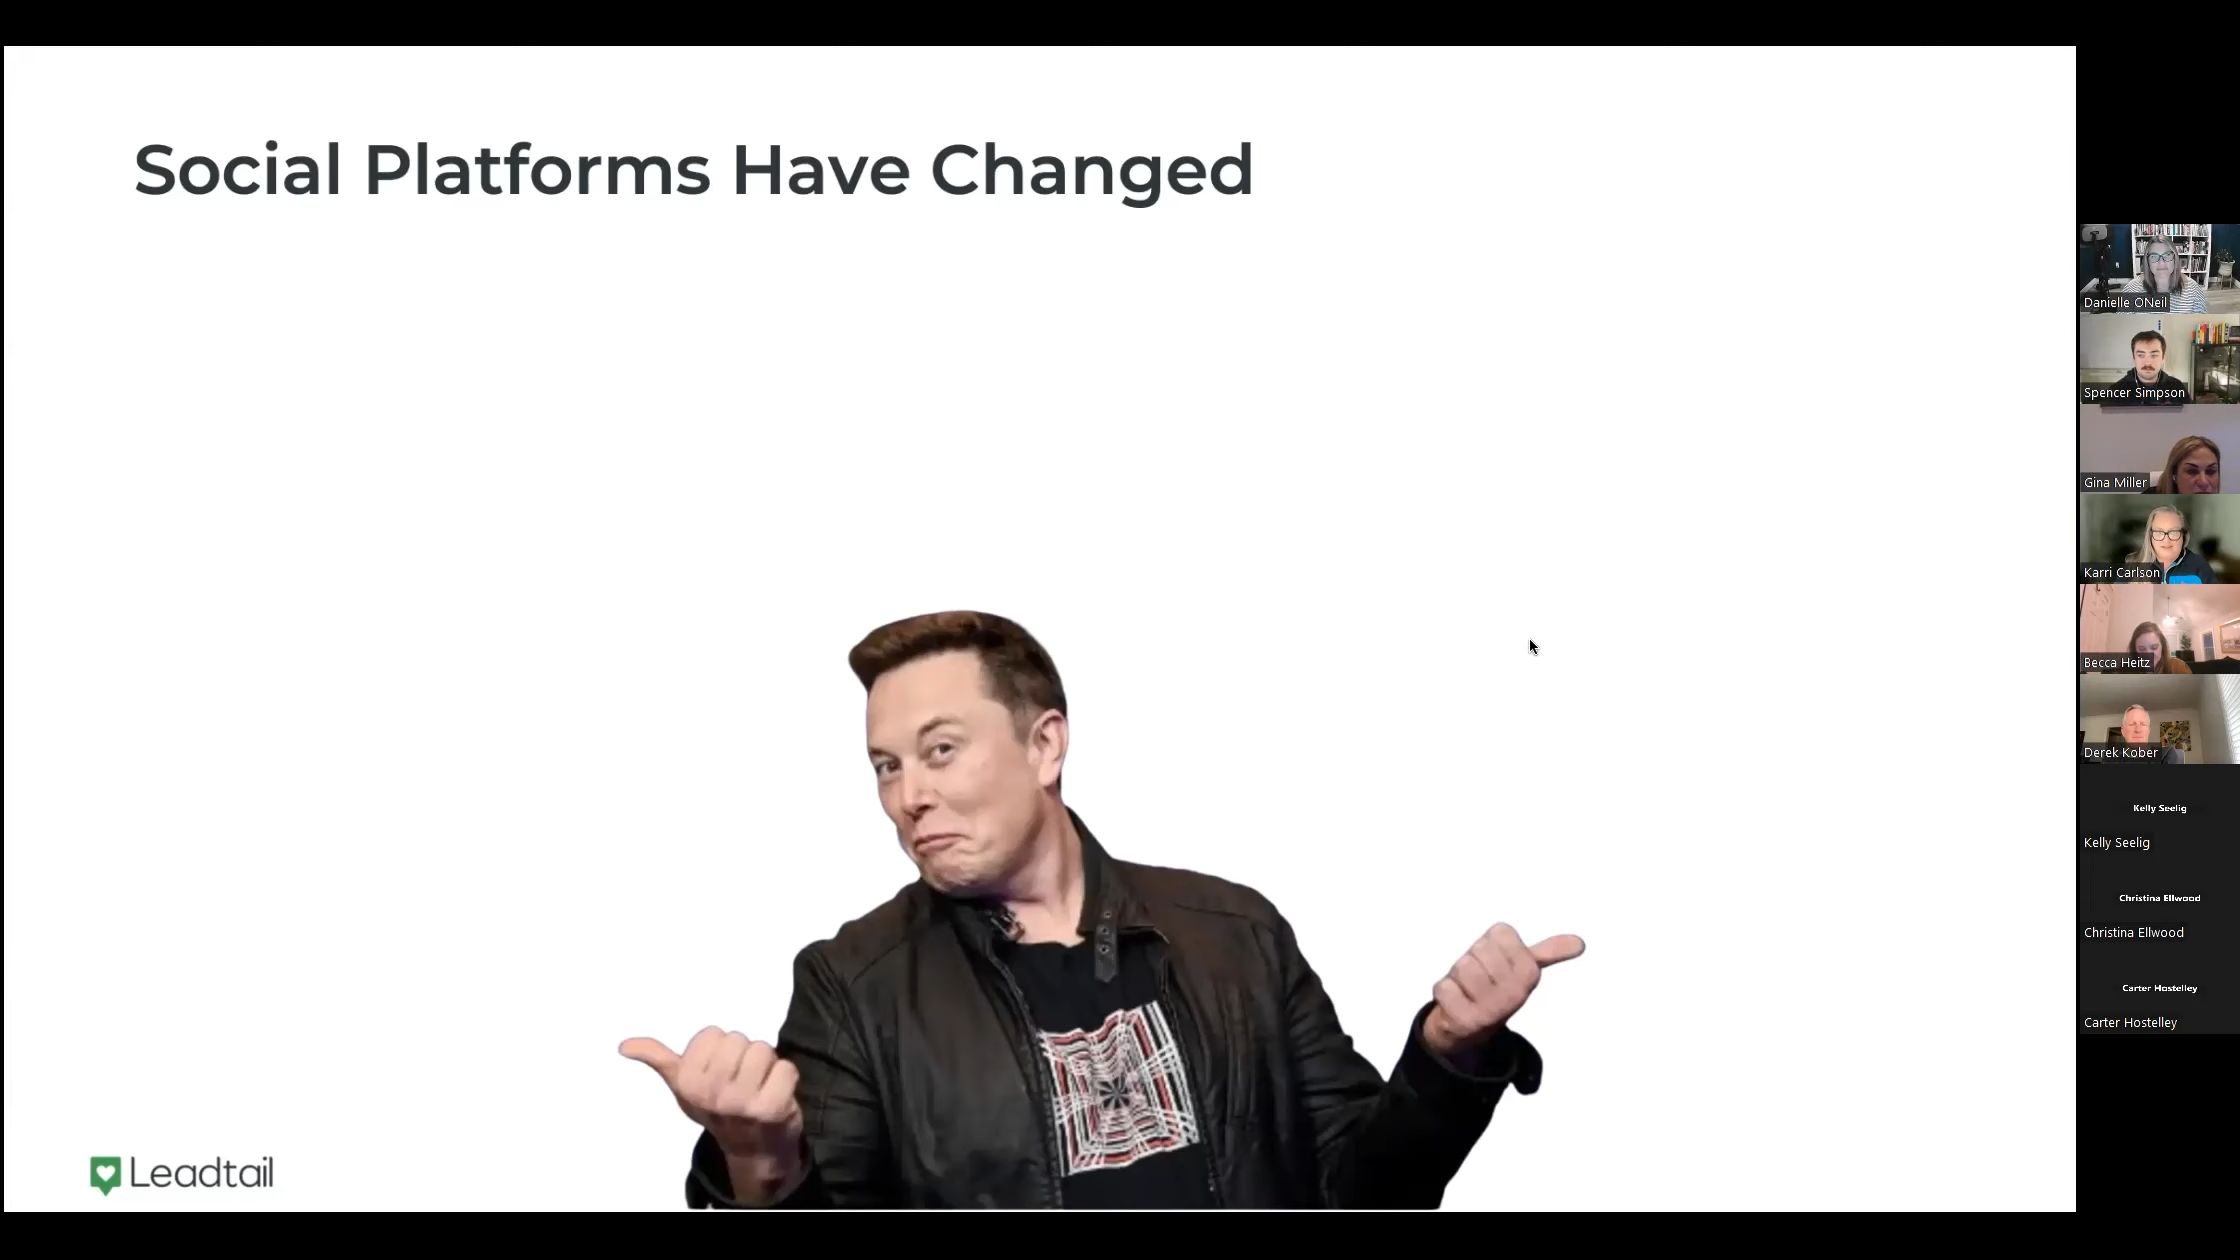 Social Platforms Have Changed
Leadtail
Danielle ONeil
Spencer Simpson
Gina Miller
Karri Carlson
Becca Heitz
Derek Kober
Kelly Seelig
Kelly Seelig
Christina Ellwood
Christina Ellwood
Carter Hostelley
Carter Hostelley